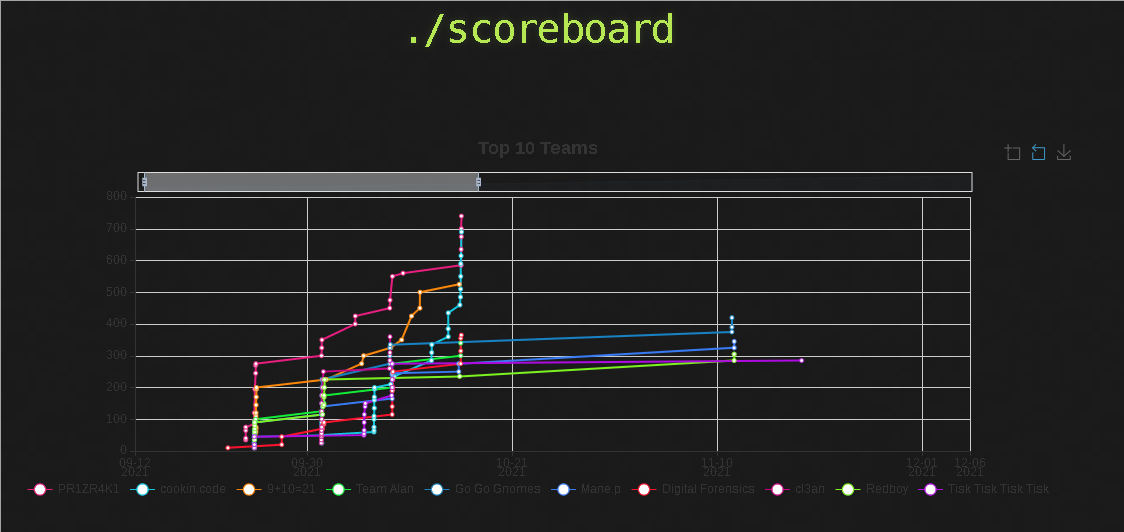 ./scoreboard
Top 10 Teams
800
700
600
500
400
300
200
100
0
09-12 2021
09-20 2021
10-21 2021
11-10 2021
12-01 2021
12-05 2021
PR1ZR4K1
cookin.code
9+10=21
Team Alan
Go Go Gnomes
Mane.p
Digital Forensics
cl3an
Redboy
Tisk Tisk Tisk Tisk